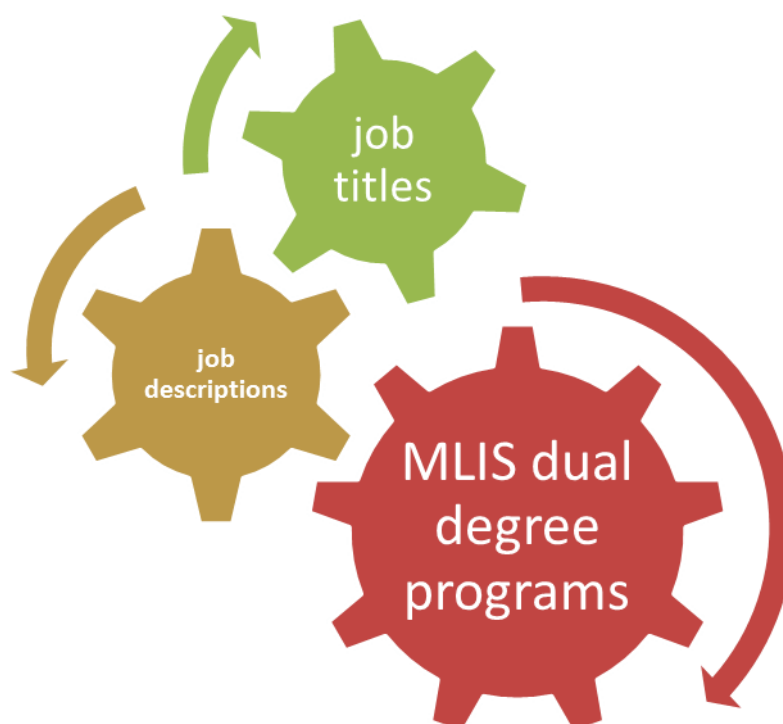 job
titles
job
descriptions
MLIS dual
degree
programs